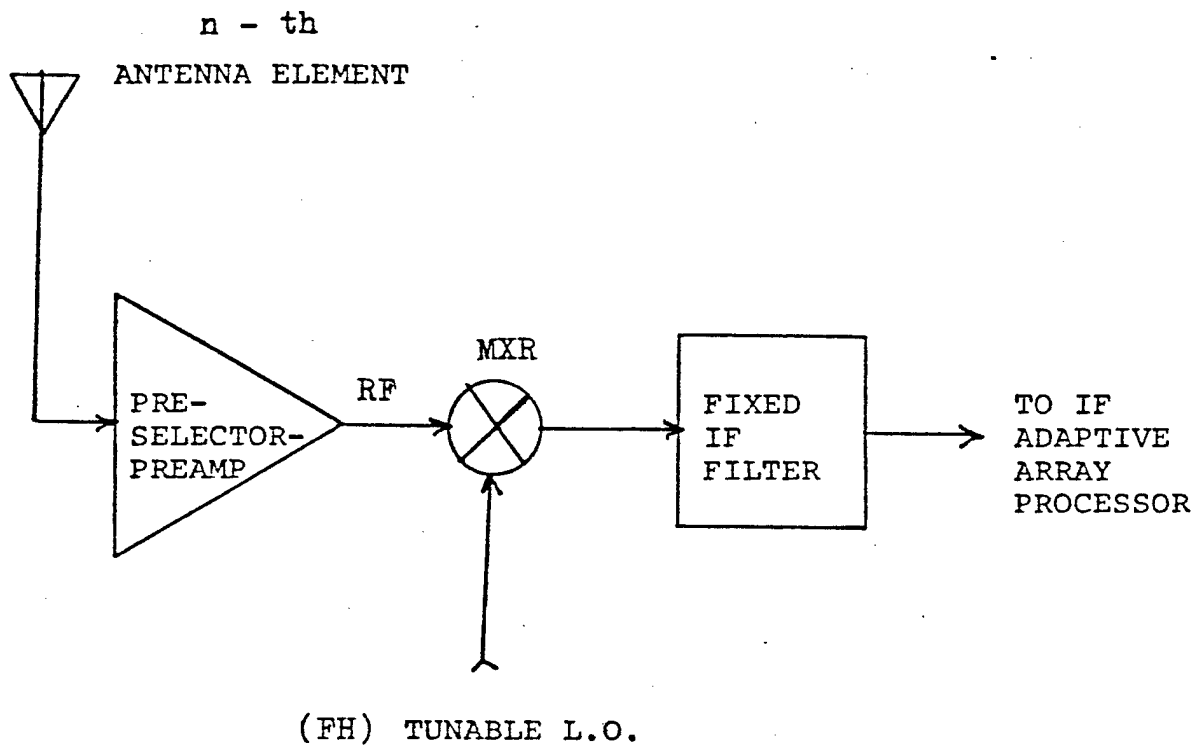 n - th
ANTENNA ELEMENT
PRE-
SELECTOR-
PREAMP
RF
MXR
FIXED
IF
FILTER
TO IF
ADAPTIVE
ARRAY
PROCESSOR
(FH) TUNABLE L.O.